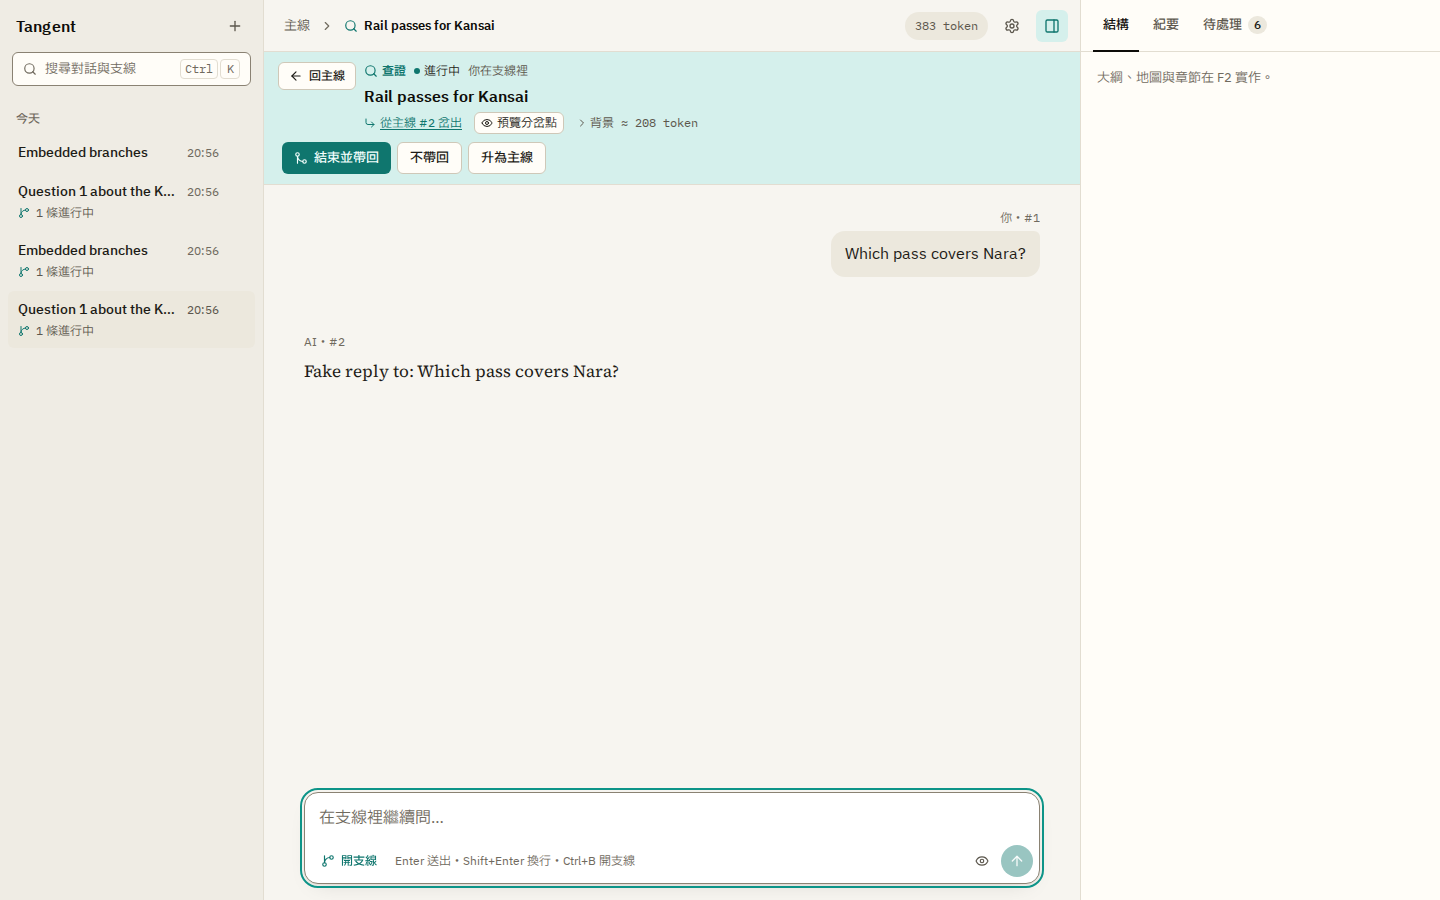 Tangent
搜尋對話與支線 Ctrl K
今天
Embedded branches 20:56
Question 1 about the K... 20:56
1 條進行中
Embedded branches 20:56
1 條進行中
Question 1 about the K... 20:56
1 條進行中
主線 Rail passes for Kansai 383 token
回主線 查證 進行中 你在支線裡
Rail passes for Kansai
從主線 #2 岔出 預覽分岔點 背景 ≈ 208 token
結束並帶回 不帶回 升為主線
你・#1
Which pass covers Nara?
AI・#2
Fake reply to: Which pass covers Nara?
在支線裡繼續問...
開支線 Enter 送出・Shift+Enter 換行・Ctrl+B 開支線
結構 紀要 待處理 6
大綱、地圖與章節在 F2 實作。